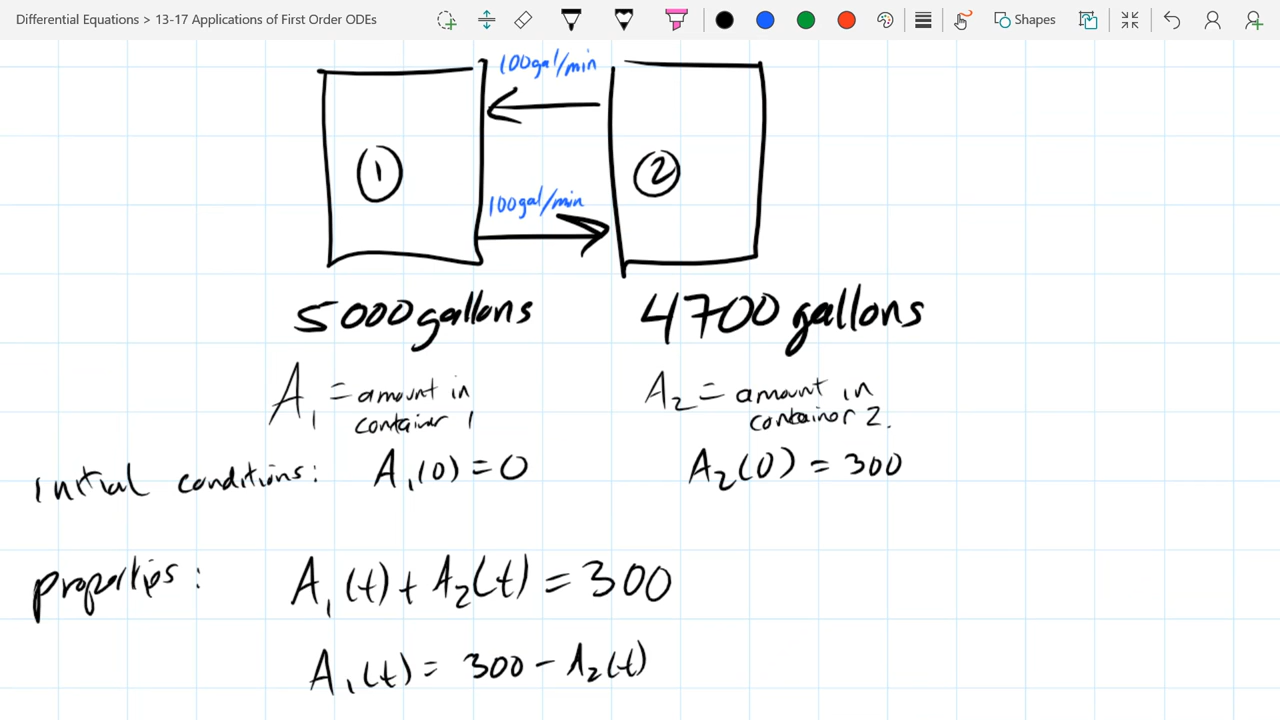 Differential Equations > 13-17 Applications of First Order ODEs
Shapes
100gal/min
1
2
100gal/min
5000 gallons
4700 gallons
A₁ = amount in container 1
A₂ = amount in container 2.
initial conditions: A₁(0) = 0
A₂(0) = 300
properties: A₁(t) + A₂(t) = 300
A₁(t) = 300 - A₂(t)